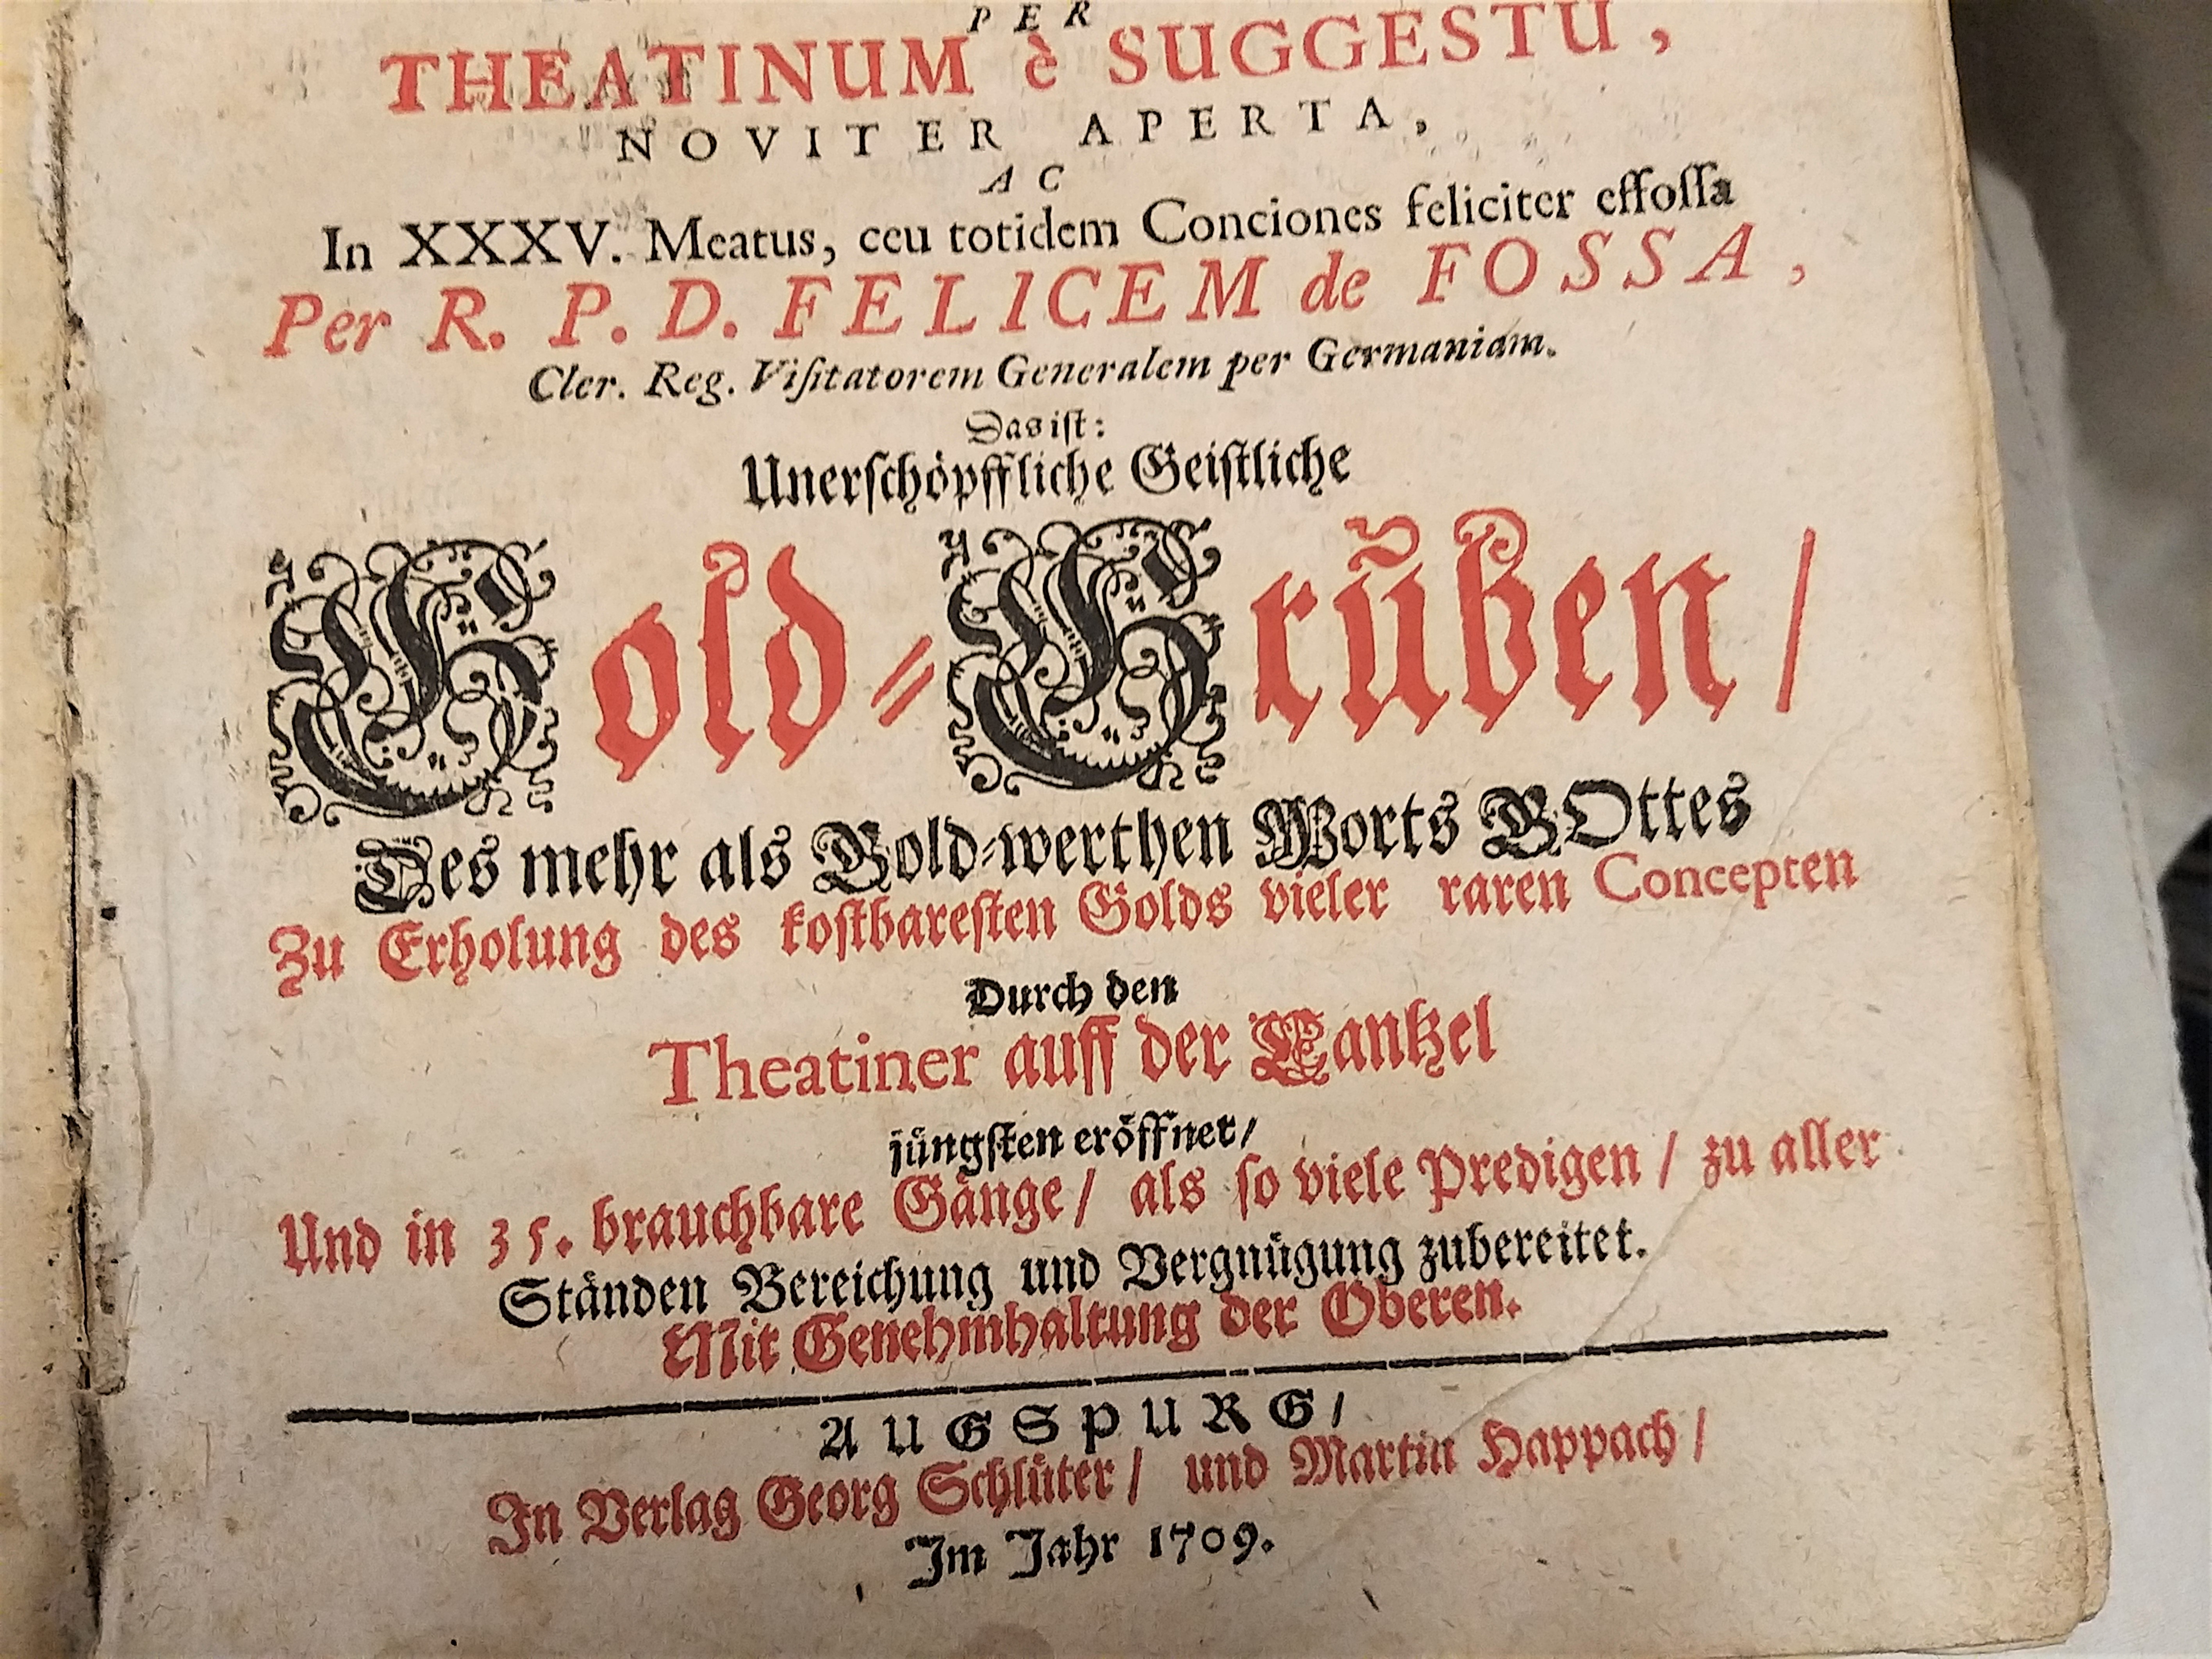 PER
THEATINUM è SUGGESTU,
NOVITER APERTA,
AC
In XXXV. Meatus, ceu totidem Conciones feliciter effoſſa
Per R. P. D. FELICEM de FOSSA,
Cler. Reg. Viſitatorem Generalem per Germaniam.
Das iſt:
Unerſchöpffliche Geiſtliche
Gold-Grüben/
Des mehr als Gold-werthen Worts GOttes
Zu Erholung des koſtbareſten Golds vieler raren Concepten
Durch den
Theatiner auff der Cantzel
jüngſten eröffnet/
Und in 35. brauchbare Gänge/ als ſo viele Predigen/ zu aller
Ständen Bereichung und Vergnügung zubereitet.
Mit Genehmhaltung der Oberen.
AUGSPURG/
In Verlag Georg Schlüter/ und Martin Happach/
Im Jahr 1709.